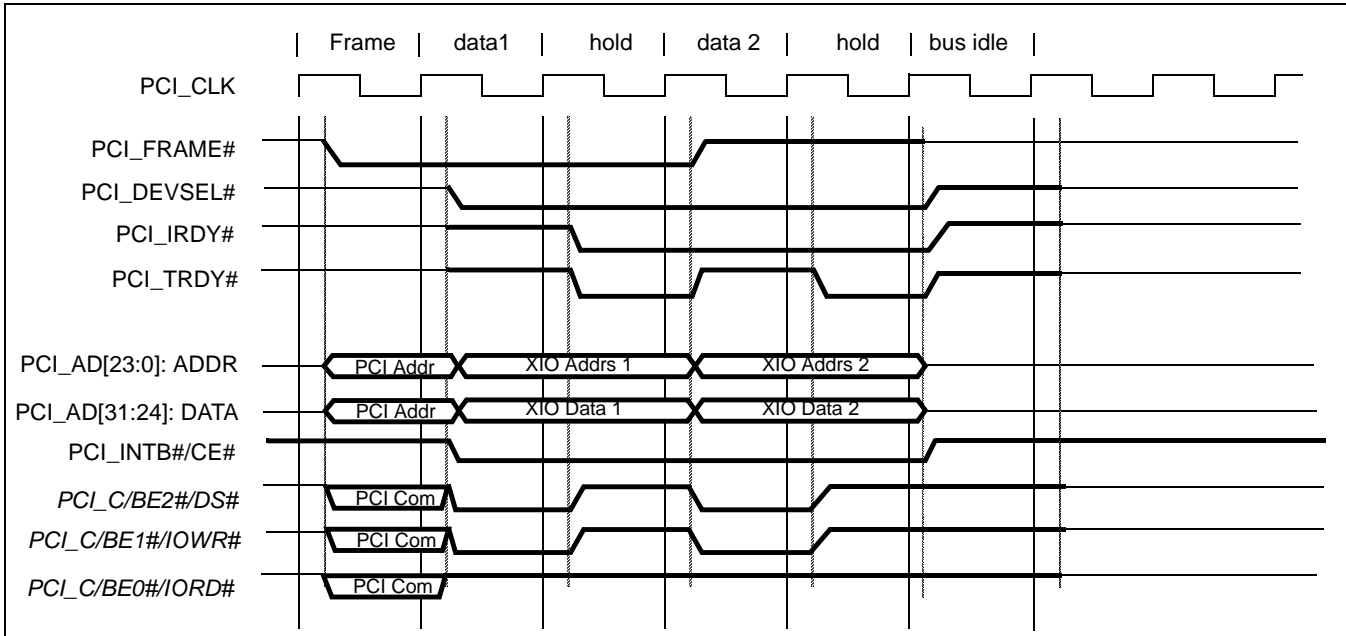 Frame data1 hold data 2 hold bus idle
PCI_CLK
PCI_FRAME#
PCI_DEVSEL#
PCI_IRDY#
PCI_TRDY#
PCI_AD[23:0]: ADDR PCI Addr XIO Addrs 1 XIO Addrs 2
PCI_AD[31:24]: DATA PCI Addr XIO Data 1 XIO Data 2
PCI_INTB#/CE#
PCI_C/BE2#/DS# PCI Com
PCI_C/BE1#/IOWR# PCI Com
PCI_C/BE0#/IORD# PCI Com